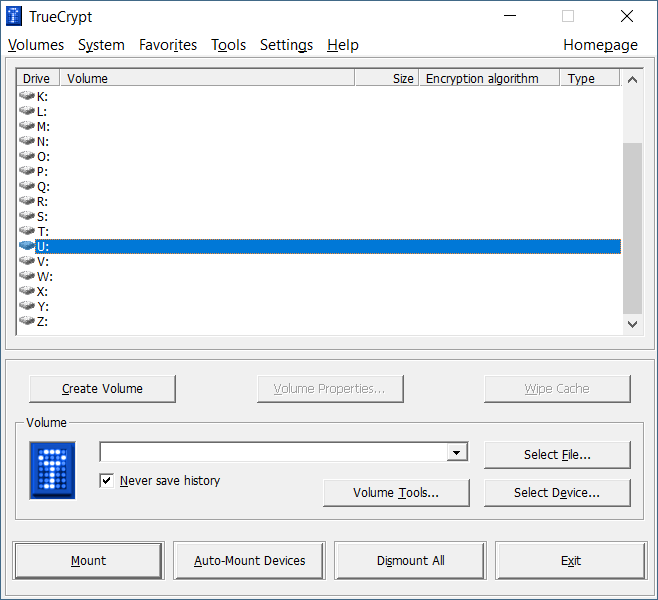 TrueCrypt
Volumes System Favorites Tools Settings Help Homepage
Drive Volume Size Encryption algorithm Type
K:
L:
M:
N:
O:
P:
Q:
R:
S:
T:
U:
V:
W:
X:
Y:
Z:
Create Volume Volume Properties... Wipe Cache
Volume
Select File...
Never save history
Volume Tools... Select Device...
Mount Auto-Mount Devices Dismount All Exit